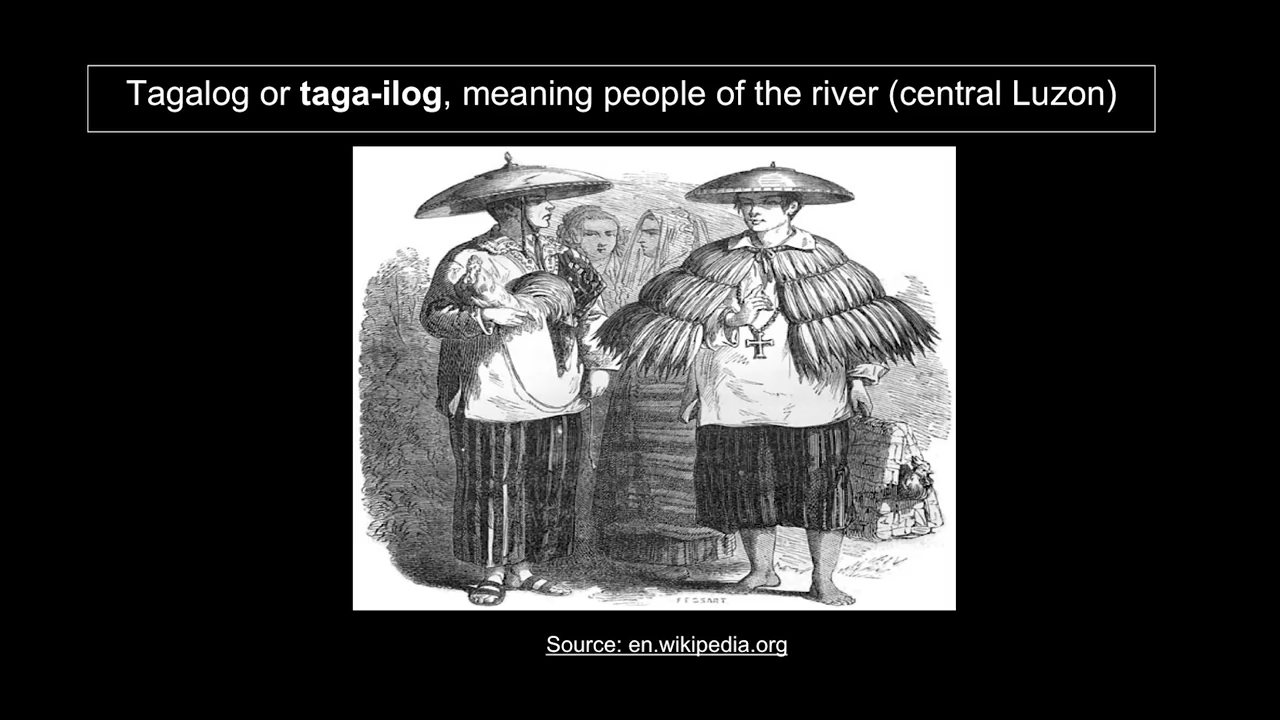 Tagalog or taga-ilog, meaning people of the river (central Luzon)
Source: en.wikipedia.org